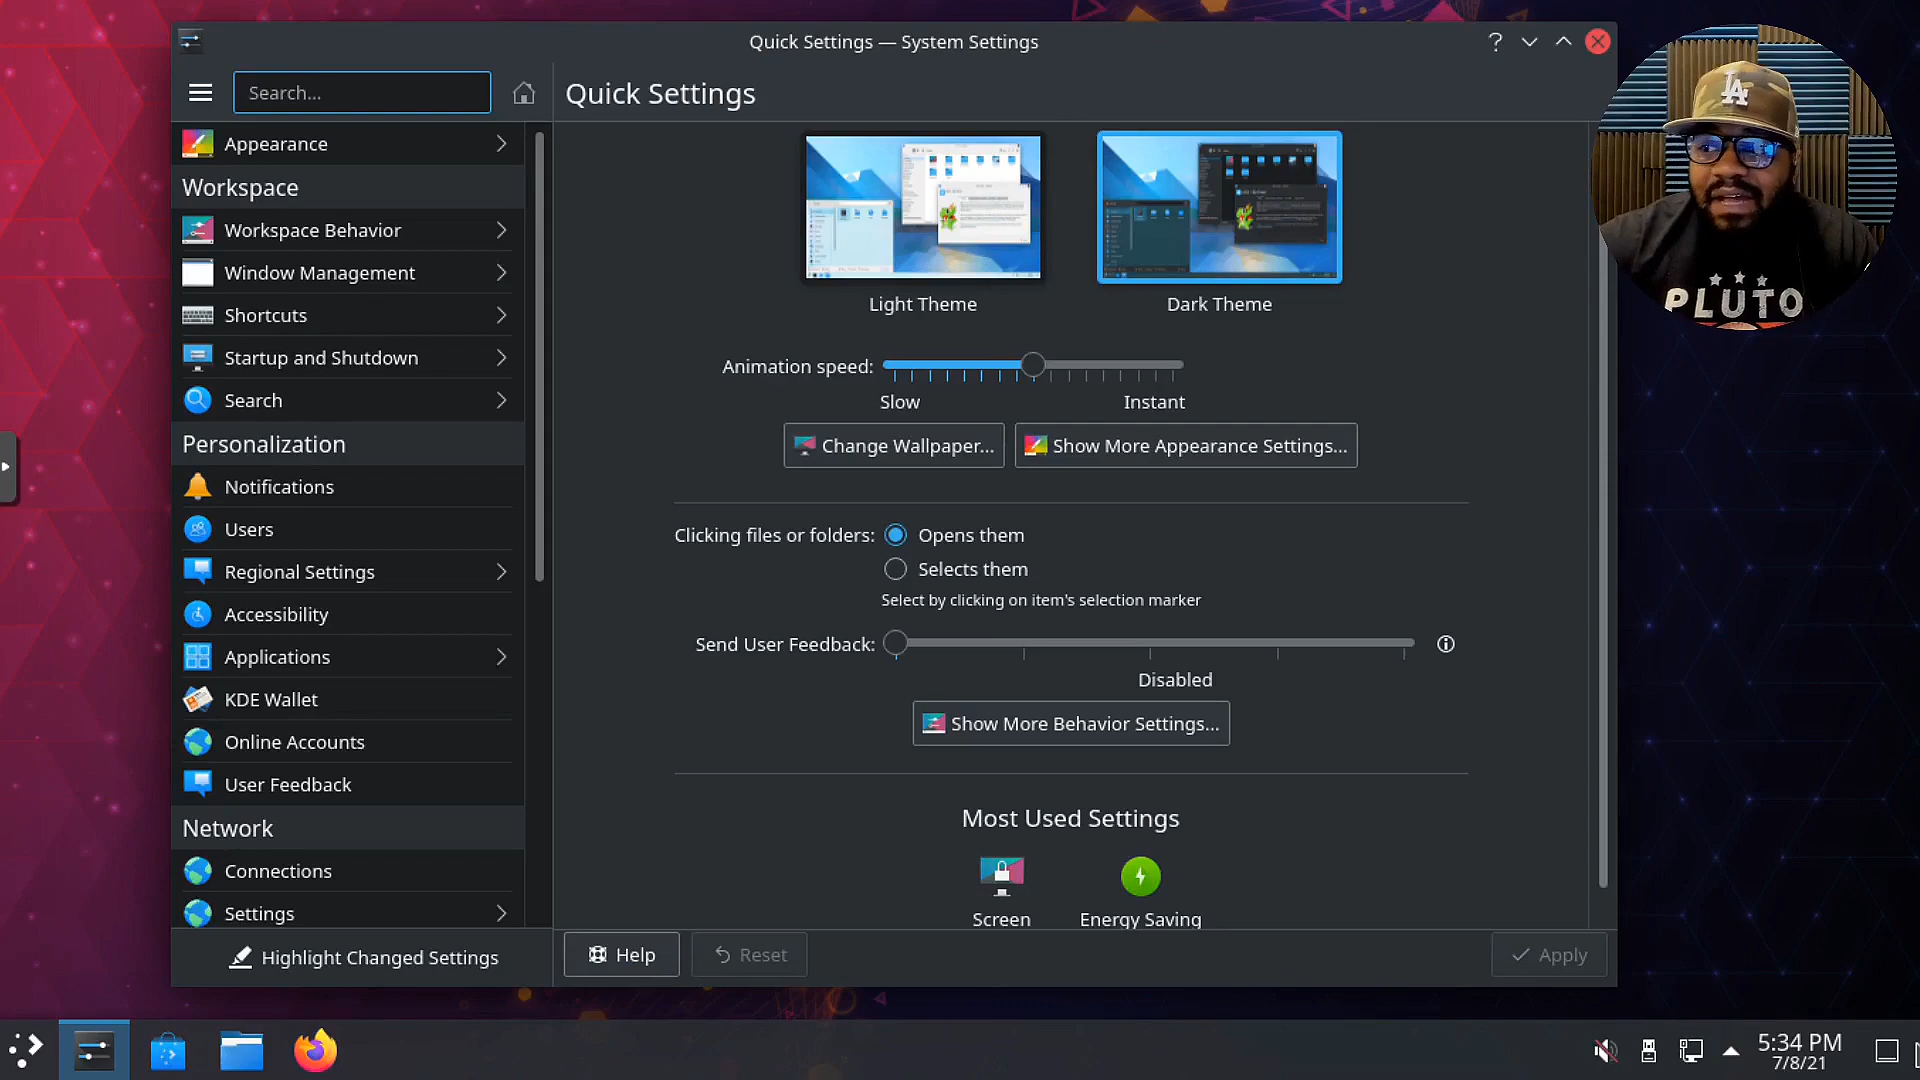 Quick Settings — System Settings
Search...
Quick Settings
Appearance
Workspace
Workspace Behavior
Window Management
Shortcuts
Startup and Shutdown
Search
Personalization
Notifications
Users
Regional Settings
Accessibility
Applications
KDE Wallet
Online Accounts
User Feedback
Network
Connections
Settings
Highlight Changed Settings
Light Theme
Dark Theme
Animation speed:
Slow
Instant
Change Wallpaper...
Show More Appearance Settings...
Clicking files or folders:
Opens them
Selects them
Select by clicking on item's selection marker
Send User Feedback:
Disabled
Show More Behavior Settings...
Most Used Settings
Screen
Energy Saving
Help
Reset
Apply
LA
PLUTO
5:34 PM
7/8/21